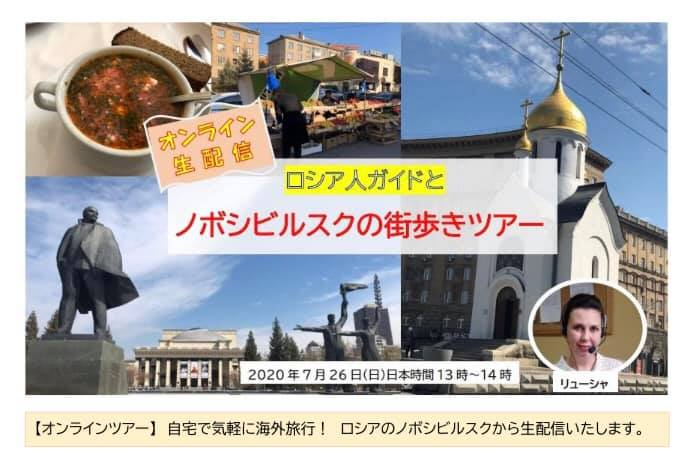 オンライン
生配信
ロシア人ガイドと
ノボシビルスクの街歩きツアー
2020年7月26日(日)日本時間13時~14時
リューシャ
【オンラインツアー】 自宅で気軽に海外旅行! ロシアのノボシビルスクから生配信いたします。